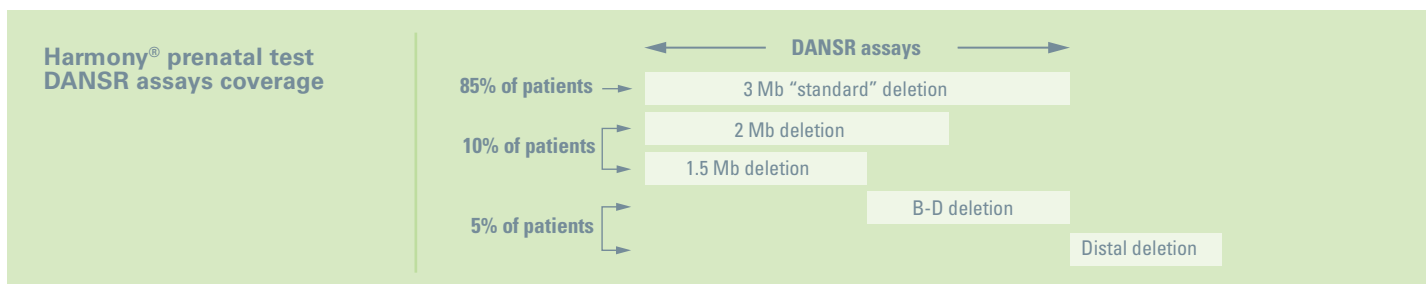 Harmony® prenatal test
DANSR assays coverage
DANSR assays
85% of patients
3 Mb “standard” deletion
10% of patients
2 Mb deletion
1.5 Mb deletion
5% of patients
B-D deletion
Distal deletion